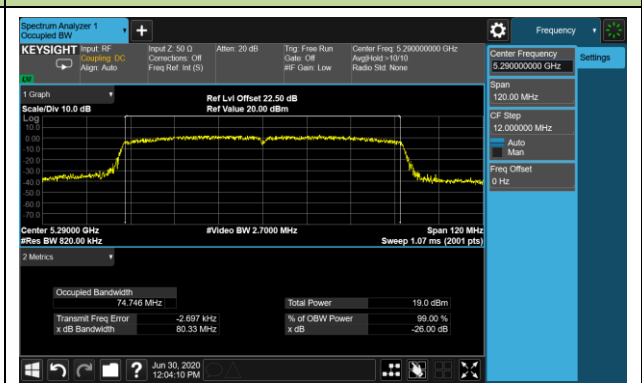 Spectrum Analyzer 1
Occupied BW
Frequency
KEYSIGHT
Input: RF
Coupling: DC
Align: Auto
Input Z: 50 Ω
Corrections: Off
Freq Ref: Int (S)
Atten: 20 dB
Trig: Free Run
Gate: Off
#IF Gain: Low
Center Freq: 5.290000000 GHz
Avg|Hold:>10/10
Radio Std: None
1 Graph
Scale/Div 10.0 dB
Ref Lvl Offset 22.50 dB
Ref Value 20.00 dBm
Log
10.0
0.00
-10.0
-20.0
-30.0
-40.0
-50.0
-60.0
-70.0
Center 5.29000 GHz
#Res BW 820.00 kHz
#Video BW 2.7000 MHz
Span 120 MHz
Sweep 1.07 ms (2001 pts)
2 Metrics
Occupied Bandwidth
74.746 MHz
Total Power
19.0 dBm
Transmit Freq Error
-2.697 kHz
% of OBW Power
99.00 %
x dB Bandwidth
80.33 MHz
x dB
-26.00 dB
Center Frequency
5.290000000 GHz
Settings
Span
120.00 MHz
CF Step
12.000000 MHz
Auto
Man
Freq Offset
0 Hz
Jun 30, 2020
12:04:10 PM